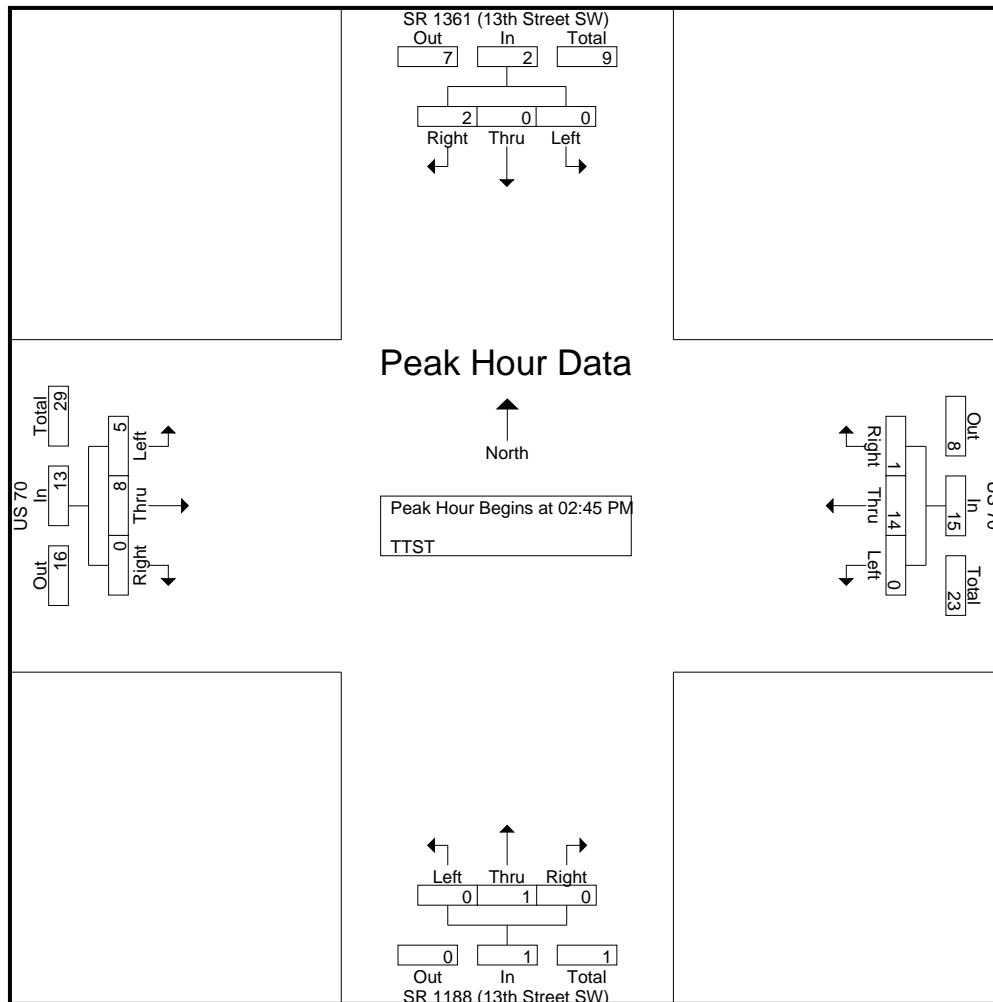 SR 1361 (13th Street SW)
Out In Total
7 2 9
2 0 0
Right Thru Left
Peak Hour Data
North
Peak Hour Begins at 02:45 PM
TTST
US 70
Total In Out
29 13 16
5 8 0
Left Thru Right
Out In Total
8 15 23
1 14 0
Right Thru Left
Left Thru Right
0 1 0
0 1 1
Out In Total
SR 1188 (13th Street SW)